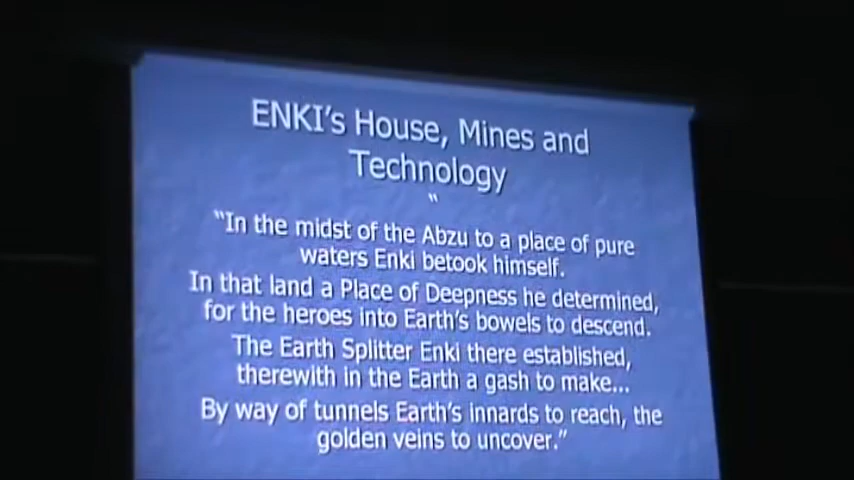 ENKI's House, Mines and
Technology
"
"In the midst of the Abzu to a place of pure
waters Enki betook himself.
In that land a Place of Deepness he determined,
for the heroes into Earth's bowels to descend.
The Earth Splitter Enki there established,
therewith in the Earth a gash to make...
By way of tunnels Earth's innards to reach, the
golden veins to uncover."